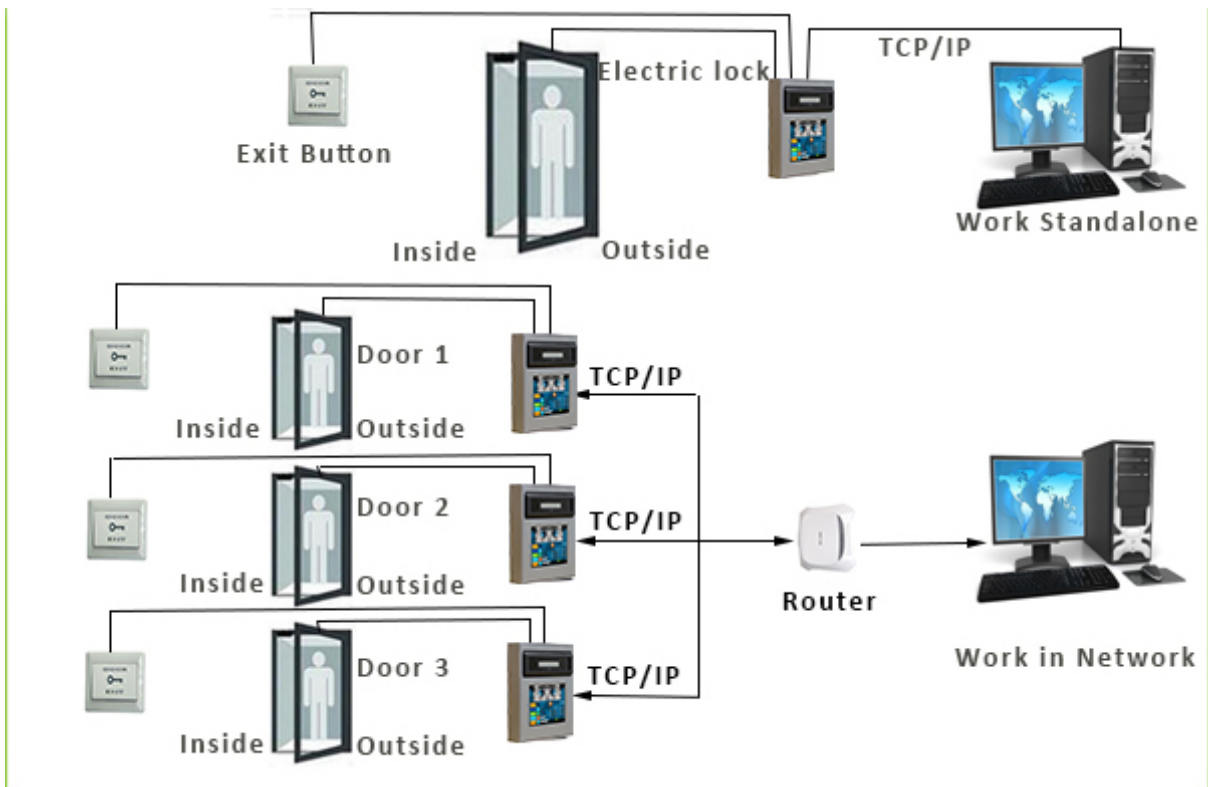 TCP/IP
Electric lock
Exit Button
Work Standalone
Inside Outside
Door 1
TCP/IP
Inside Outside
Door 2
TCP/IP
Inside Outside
Router
Door 3
Work in Network
TCP/IP
Inside Outside